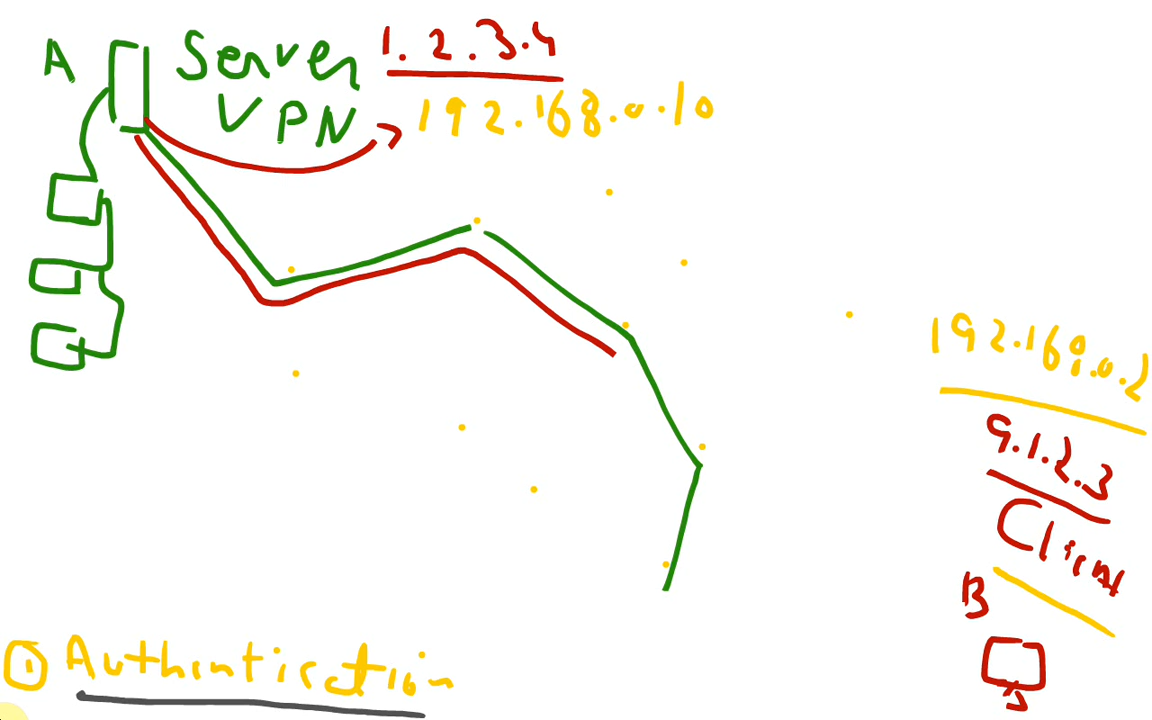 A
Server
VPN
1.2.3.4
192.168.0.10
192.168.0.2
9.1.2.3
Client
B
① Authentication